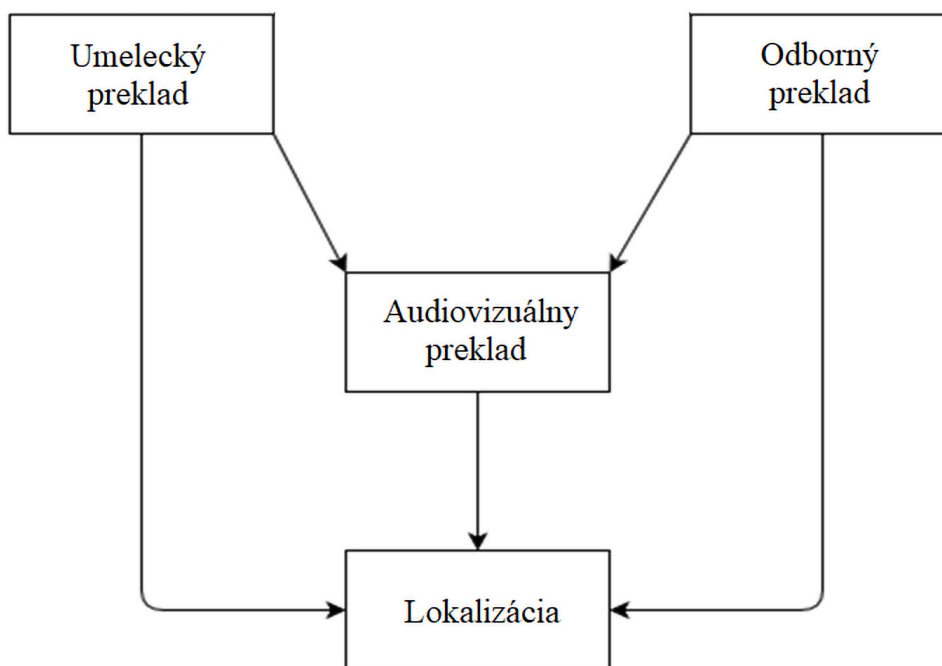 Umelecký
preklad
Odborný
preklad
Audiovizuálny
preklad
Lokalizácia